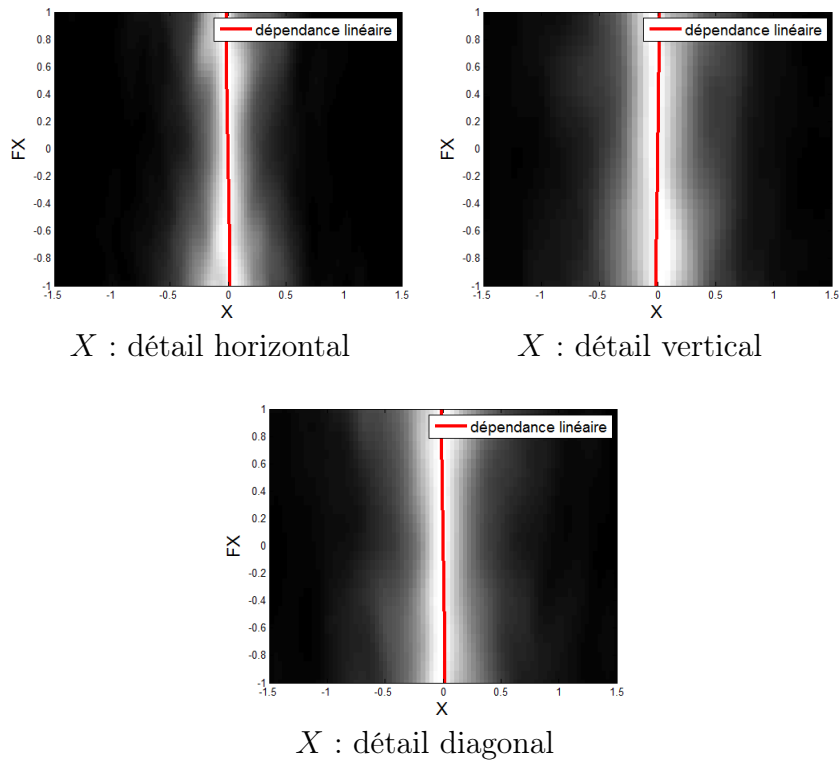 dépendance linéaire
1
0.8
0.6
0.4
0.2
0
-0.2
-0.4
-0.6
-0.8
-1
FX
-1.5 -1 -0.5 0 0.5 1 1.5
X
X : détail horizontal
dépendance linéaire
1
0.8
0.6
0.4
0.2
0
-0.2
-0.4
-0.6
-0.8
-1
FX
-1.5 -1 -0.5 0 0.5 1 1.5
X
X : détail vertical
dépendance linéaire
1
0.8
0.6
0.4
0.2
0
-0.2
-0.4
-0.6
-0.8
-1
FX
-1.5 -1 -0.5 0 0.5 1 1.5
X
X : détail diagonal